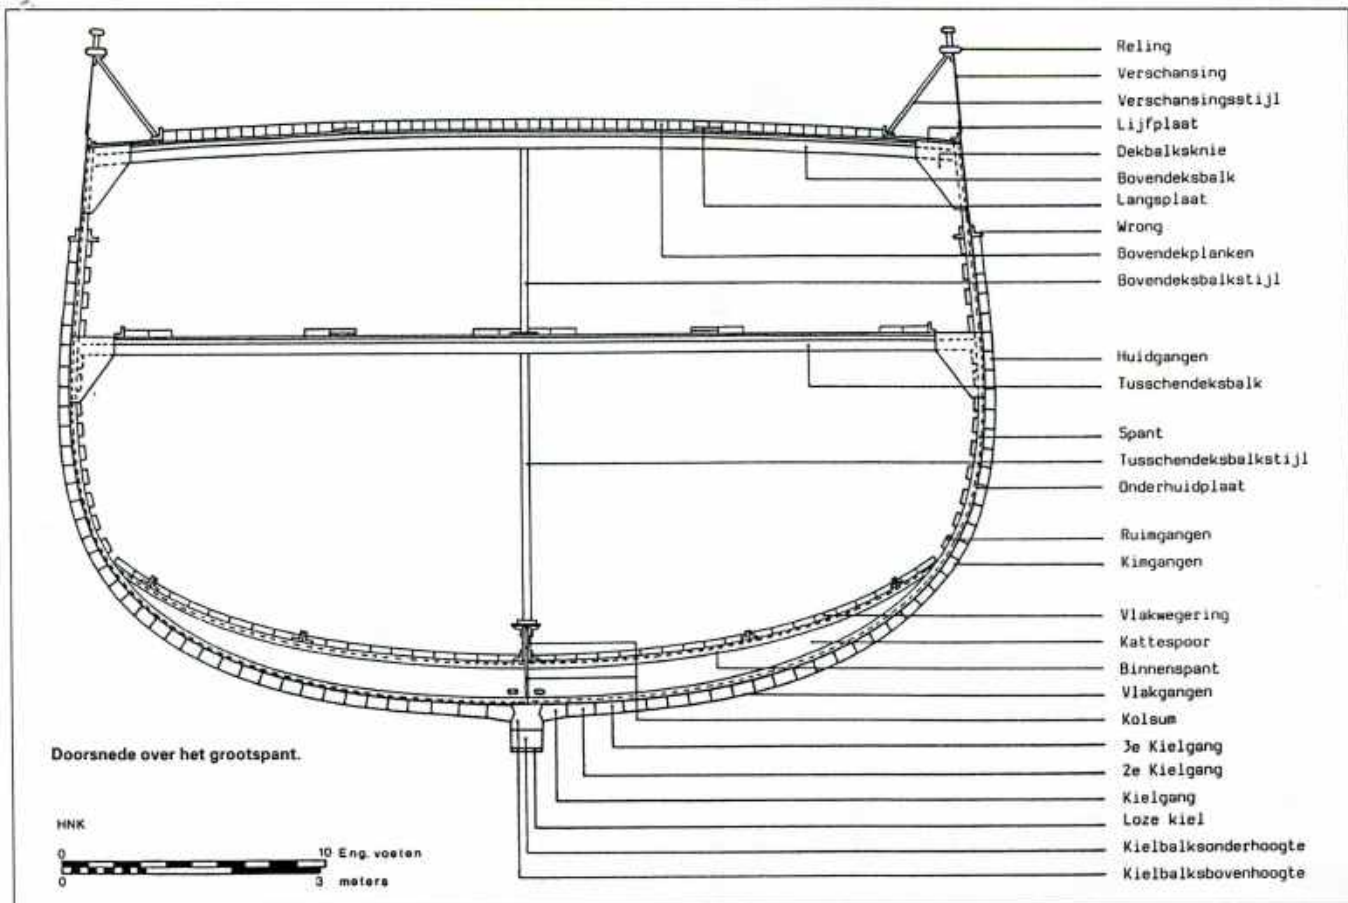 Reling
Verschansing
Verschansingsstijl
Lijfplaat
Dekbalksknie
Bovendeksbalk
Langsplaat
Wrong
Bovendekplanken
Bovendeksbalkstijl
Huidgangen
Tusschendeksbalk
Spant
Tusschendeksbalkstijl
Onderhuidplaat
Ruimgangen
Kimgangen
Vlakwegering
Kattespoor
Binnenspant
Vlakgangen
Kolsum
3e Kielgang
2e Kielgang
Kielgang
Loze kiel
Kielbalksonderhoogte
Kielbalksbovenhoogte
Doorsnede over het grootspant.
HNK
0 10 Eng. voeten
0 3 meters